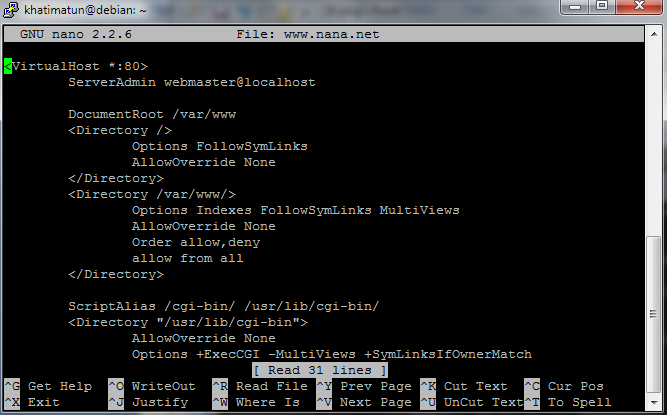 khatimatun@debian: ~
GNU nano 2.2.6 File: www.nana.net
<VirtualHost *:80>
ServerAdmin webmaster@localhost
DocumentRoot /var/www
<Directory />
Options FollowSymLinks
AllowOverride None
</Directory>
<Directory /var/www/>
Options Indexes FollowSymLinks MultiViews
AllowOverride None
Order allow,deny
allow from all
</Directory>
ScriptAlias /cgi-bin/ /usr/lib/cgi-bin/
<Directory "/usr/lib/cgi-bin">
AllowOverride None
Options +ExecCGI -MultiViews +SymLinksIfOwnerMatch
[ Read 31 lines ]
^G Get Help ^O WriteOut ^R Read File ^Y Prev Page ^K Cut Text ^C Cur Pos
^X Exit ^J Justify ^W Where Is ^V Next Page ^U UnCut Text ^T To Spell